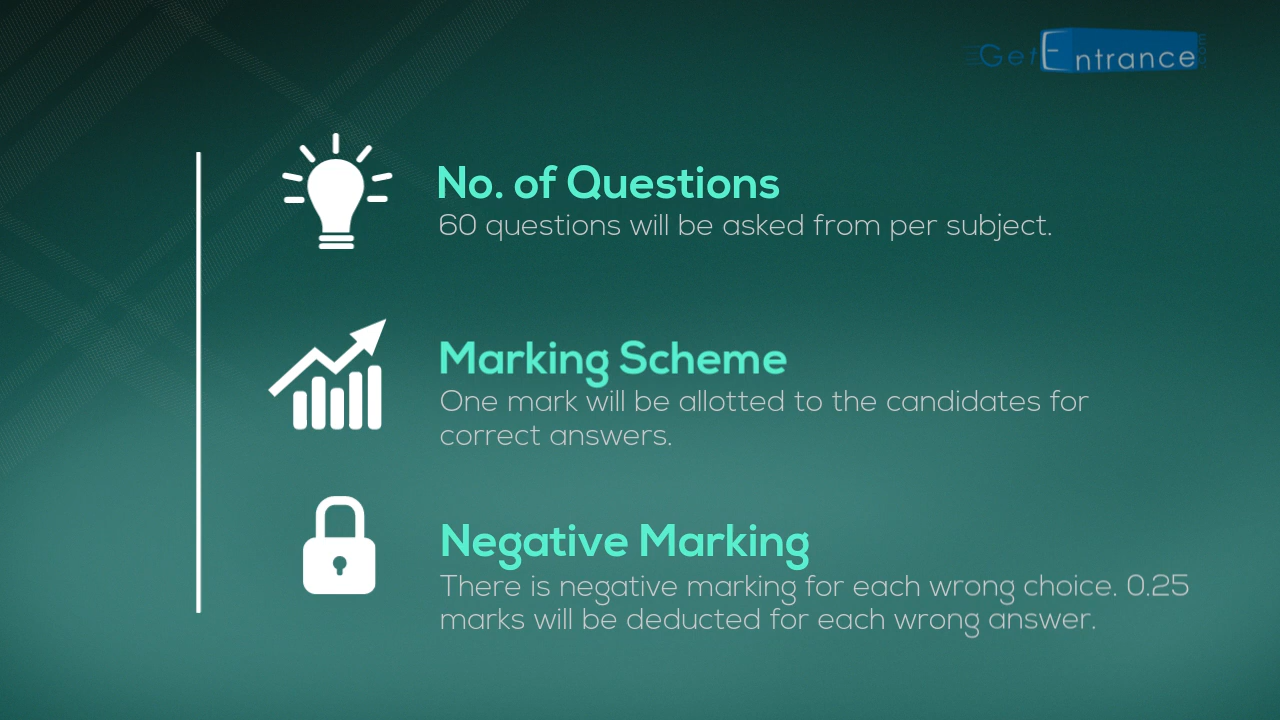 GetEntrance.com
No. of Questions
60 questions will be asked from per subject.
Marking Scheme
One mark will be allotted to the candidates for
correct answers.
Negative Marking
There is negative marking for each wrong choice. 0.25
marks will be deducted for each wrong answer.